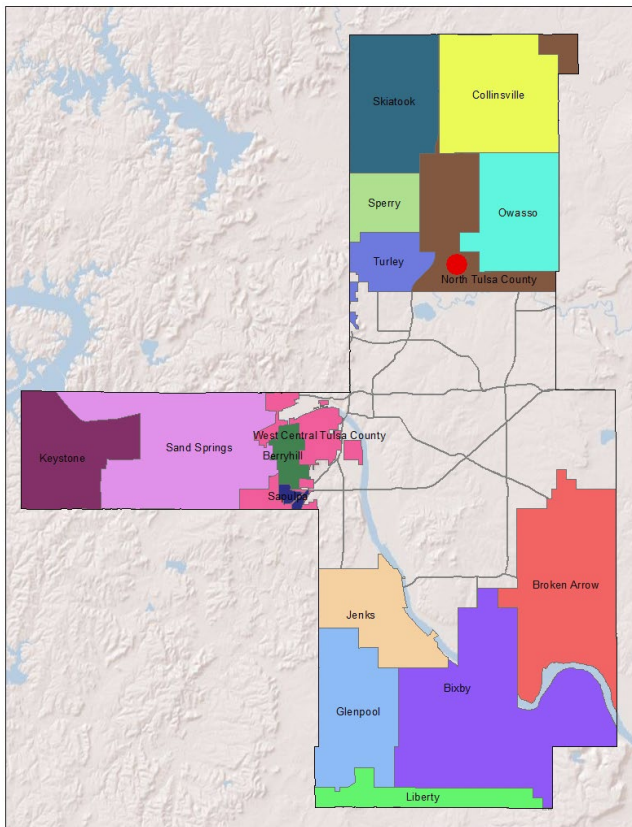 Skiatook
Collinsville
Sperry
Owasso
Turley
North Tulsa County
West Central Tulsa County
Sand Springs
Berryhill
Keystone
Sapulpa
Broken Arrow
Jenks
Bixby
Glenpool
Liberty